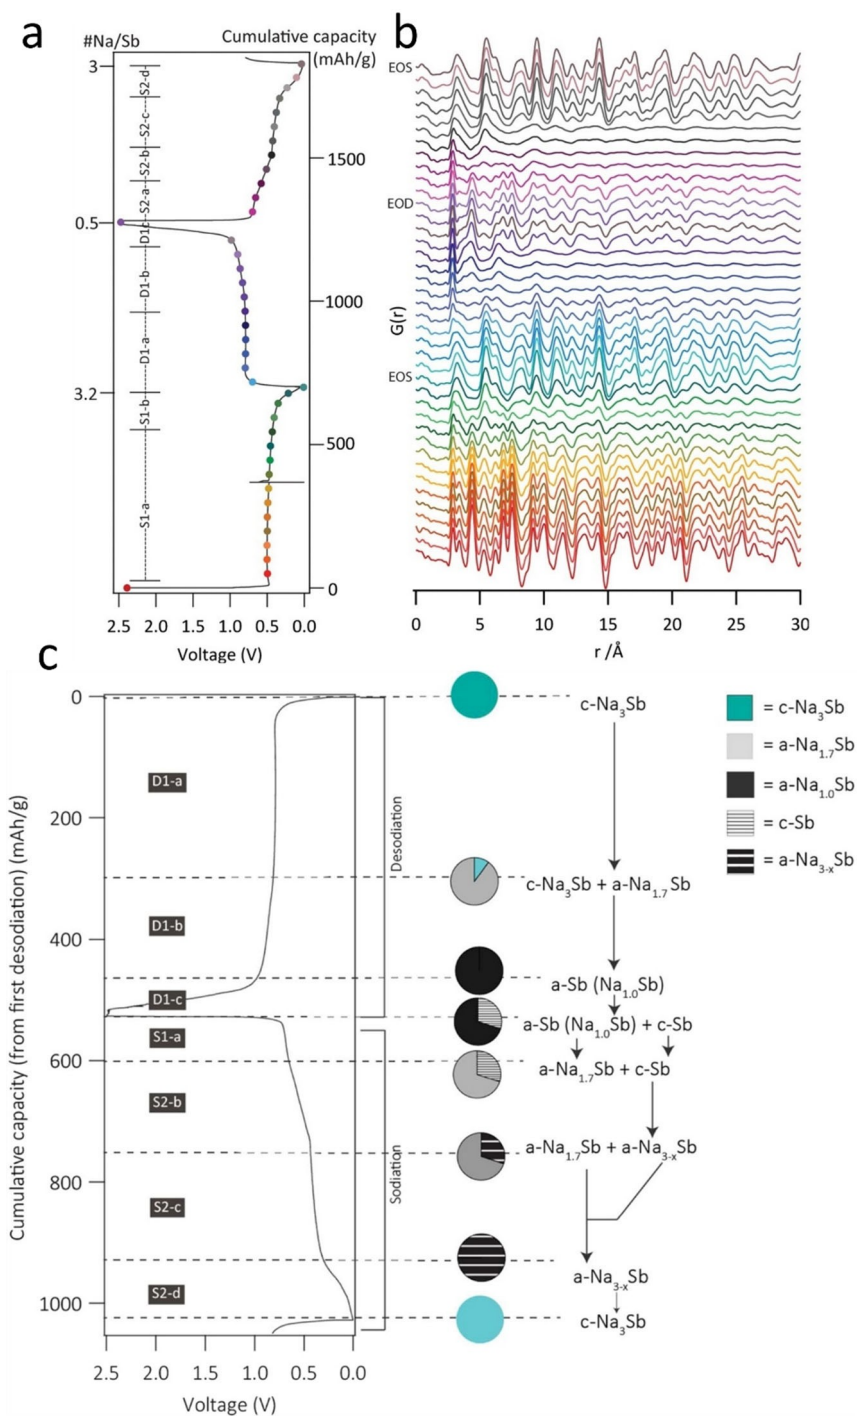 a
#Na/Sb
Cumulative capacity
(mAh/g)
3
S2-d
S2-c
S2-b
S2-a
0.5
D1c
D1-b
D1-a
3.2
S1-b
S1-a
1500
1000
500
0
2.5 2.0 1.5 1.0 0.5 0.0
Voltage (V)
b
EOS
EOD
EOS
G(r)
0 5 10 15 20 25 30
r /Å
c
Cumulative capacity (from first desodiation) (mAh/g)
0
200
400
600
800
1000
D1-a
D1-b
D1-c
S1-a
S2-b
S2-c
S2-d
Desodiation
Sodiation
2.5 2.0 1.5 1.0 0.5 0.0
Voltage (V)
c-Na3Sb
c-Na3Sb + a-Na1.7 Sb
a-Sb (Na1.0Sb)
a-Sb (Na1.0Sb) + c-Sb
a-Na1.7Sb + c-Sb
a-Na1.7Sb + a-Na3-xSb
a-Na3-xSb
c-Na3Sb
= c-Na3Sb
= a-Na1.7Sb
= a-Na1.0Sb
= c-Sb
= a-Na3-xSb